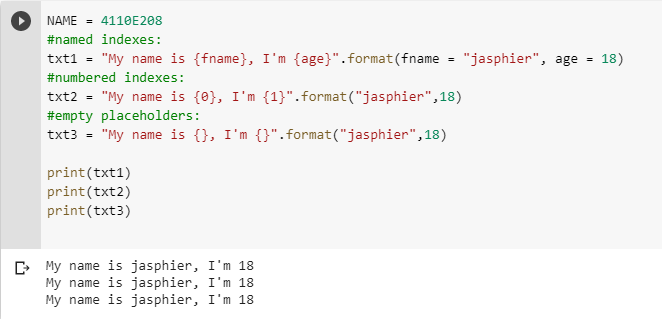 NAME = 4110E208
#named indexes:
txt1 = "My name is {fname}, I'm {age}".format(fname = "jasphier", age = 18)
#numbered indexes:
txt2 = "My name is {0}, I'm {1}".format("jasphier",18)
#empty placeholders:
txt3 = "My name is {}, I'm {}".format("jasphier",18)
print(txt1)
print(txt2)
print(txt3)
My name is jasphier, I'm 18
My name is jasphier, I'm 18
My name is jasphier, I'm 18